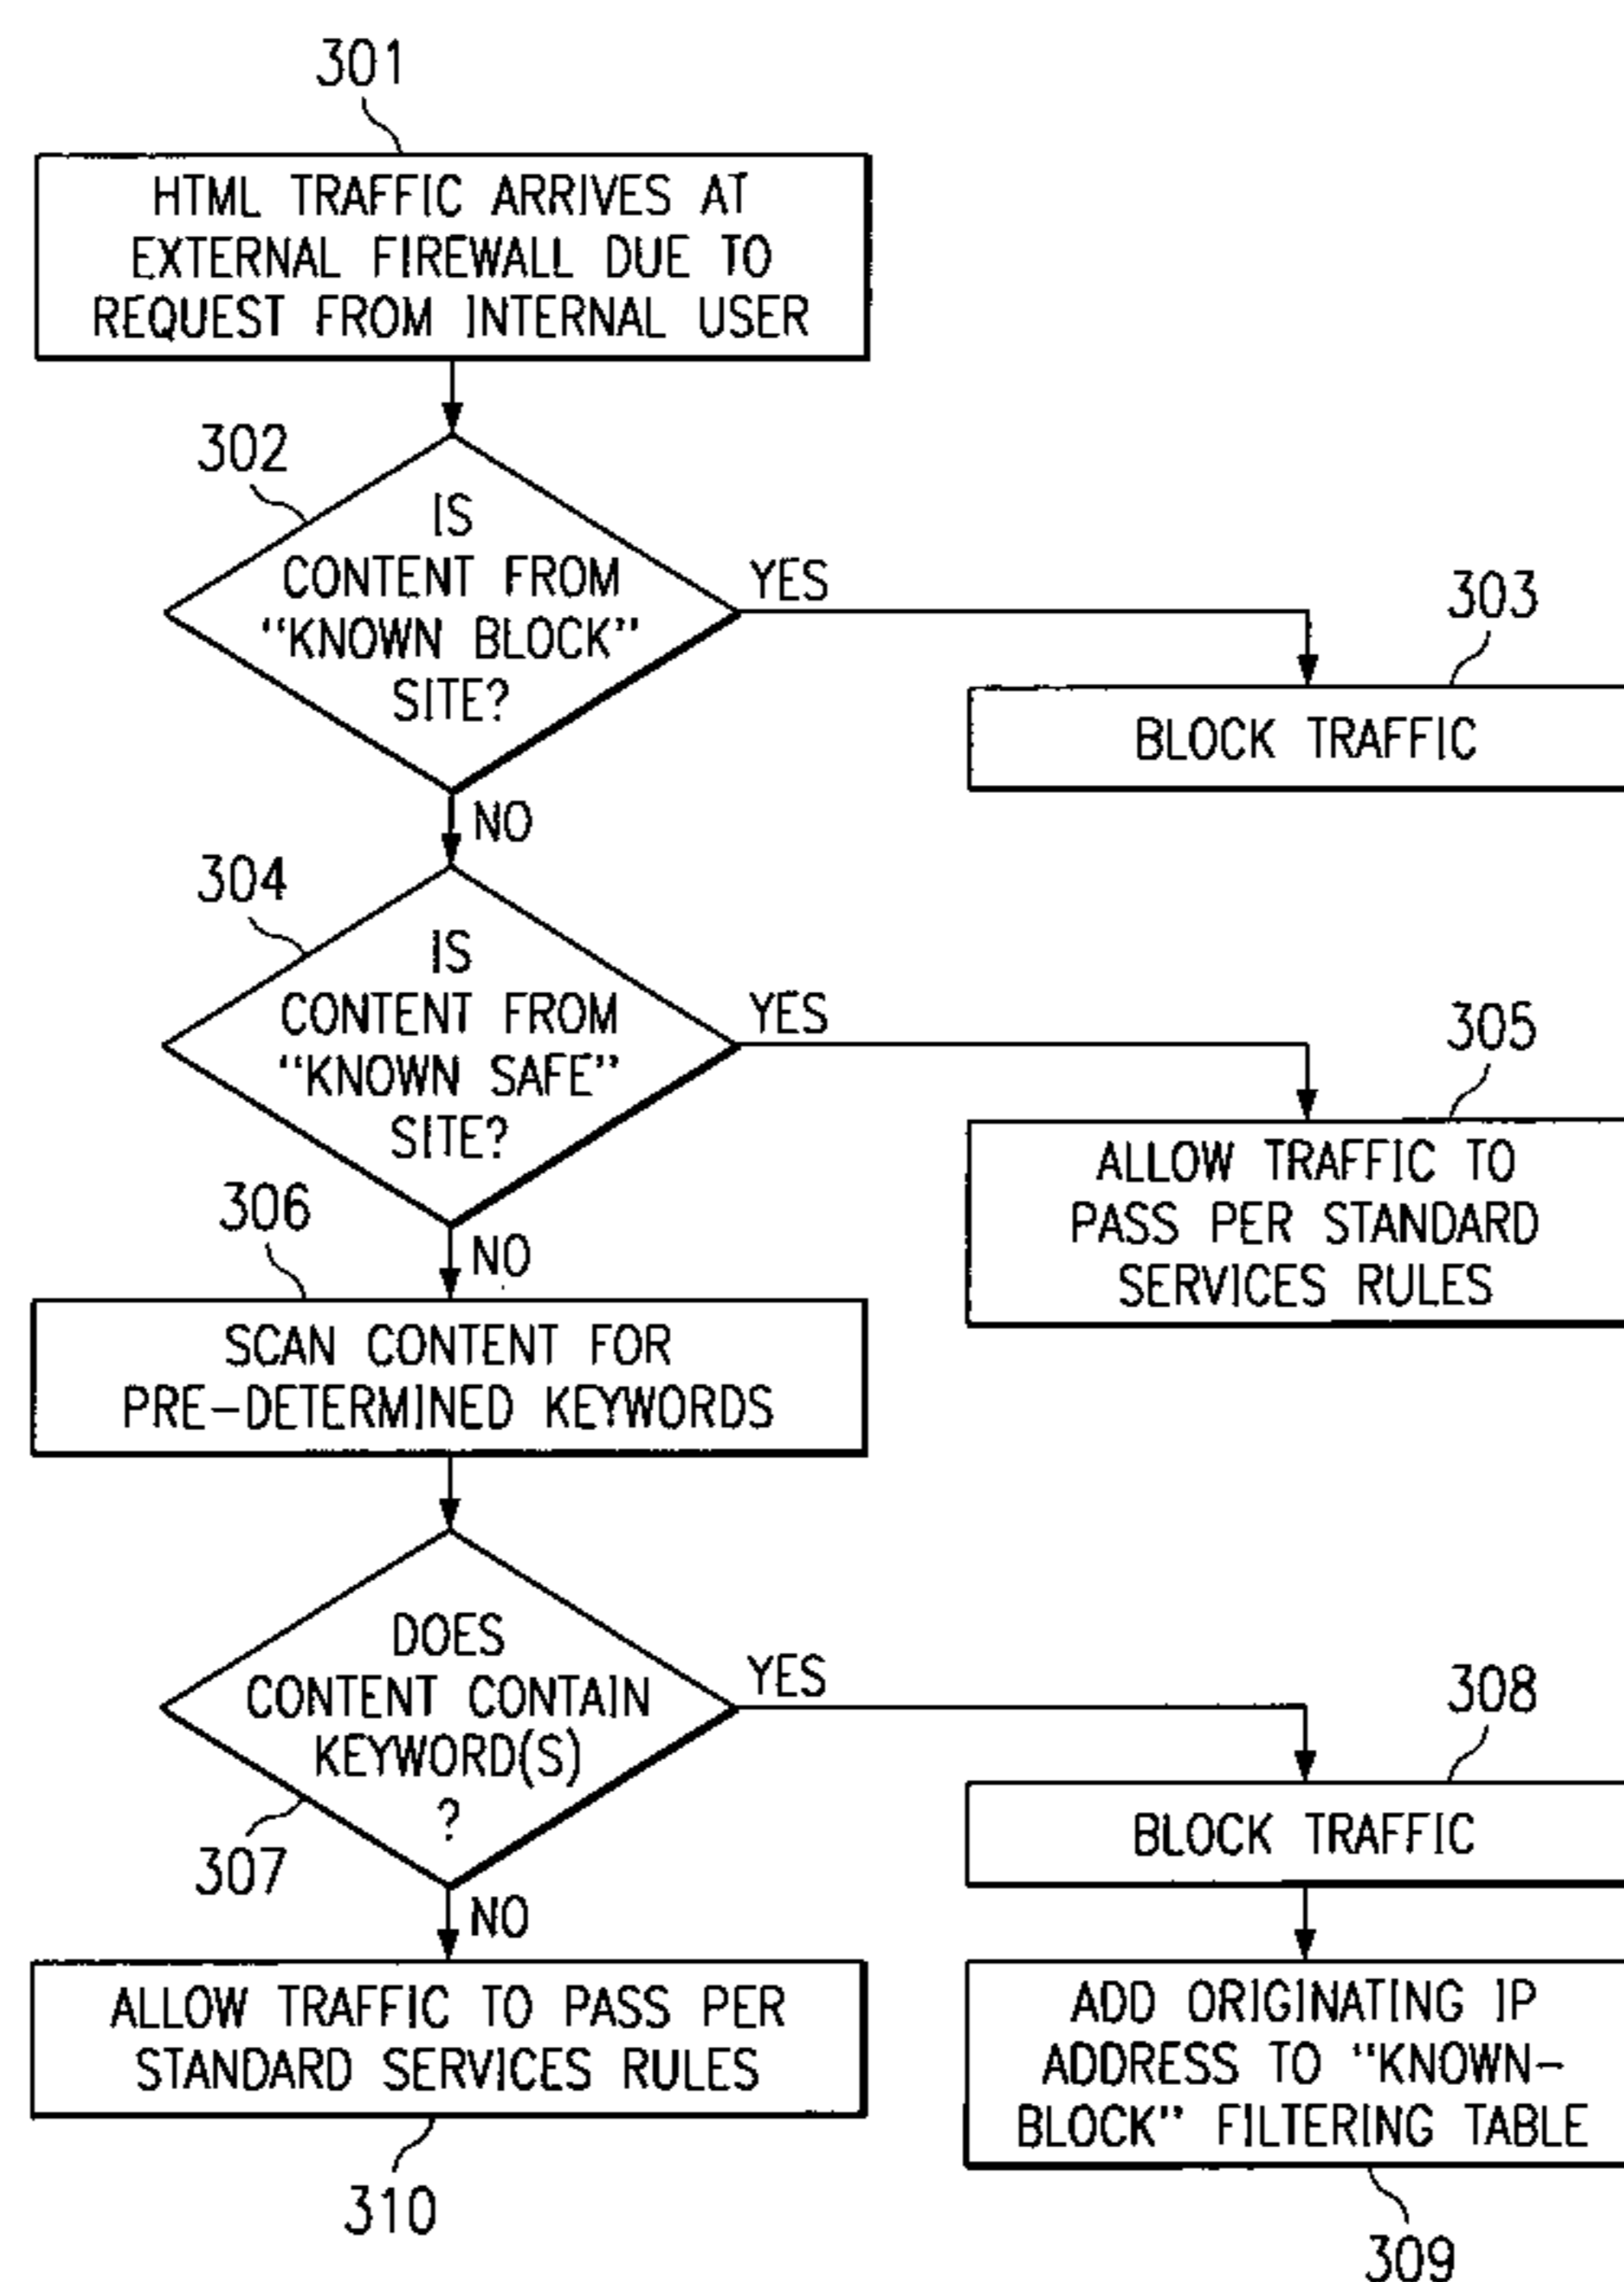 301
HTML TRAFFIC ARRIVES AT
EXTERNAL FIREWALL DUE TO
REQUEST FROM INTERNAL USER
302
IS
CONTENT FROM
"KNOWN BLOCK"
SITE?
YES
303
BLOCK TRAFFIC
NO
304
IS
CONTENT FROM
"KNOWN SAFE"
SITE?
YES
305
ALLOW TRAFFIC TO
PASS PER STANDARD
SERVICES RULES
NO
306
SCAN CONTENT FOR
PRE-DETERMINED KEYWORDS
DOES
CONTENT CONTAIN
KEYWORD(S)
?
307
YES
308
BLOCK TRAFFIC
NO
ALLOW TRAFFIC TO PASS PER
STANDARD SERVICES RULES
310
ADD ORIGINATING IP
ADDRESS TO "KNOWN-
BLOCK" FILTERING TABLE
309